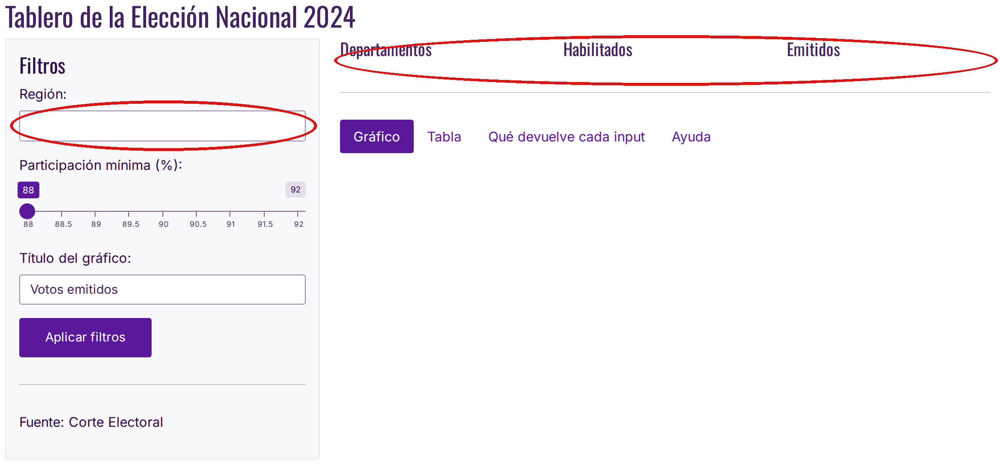 Tablero de la Elección Nacional 2024
Filtros
Región:
Participación mínima (%):
88
92
88 88.5 89 89.5 90 90.5 91 91.5 92
Título del gráfico:
Votos emitidos
Aplicar filtros
Fuente: Corte Electoral
Departamentos Habilitados Emitidos
Gráfico Tabla Qué devuelve cada input Ayuda